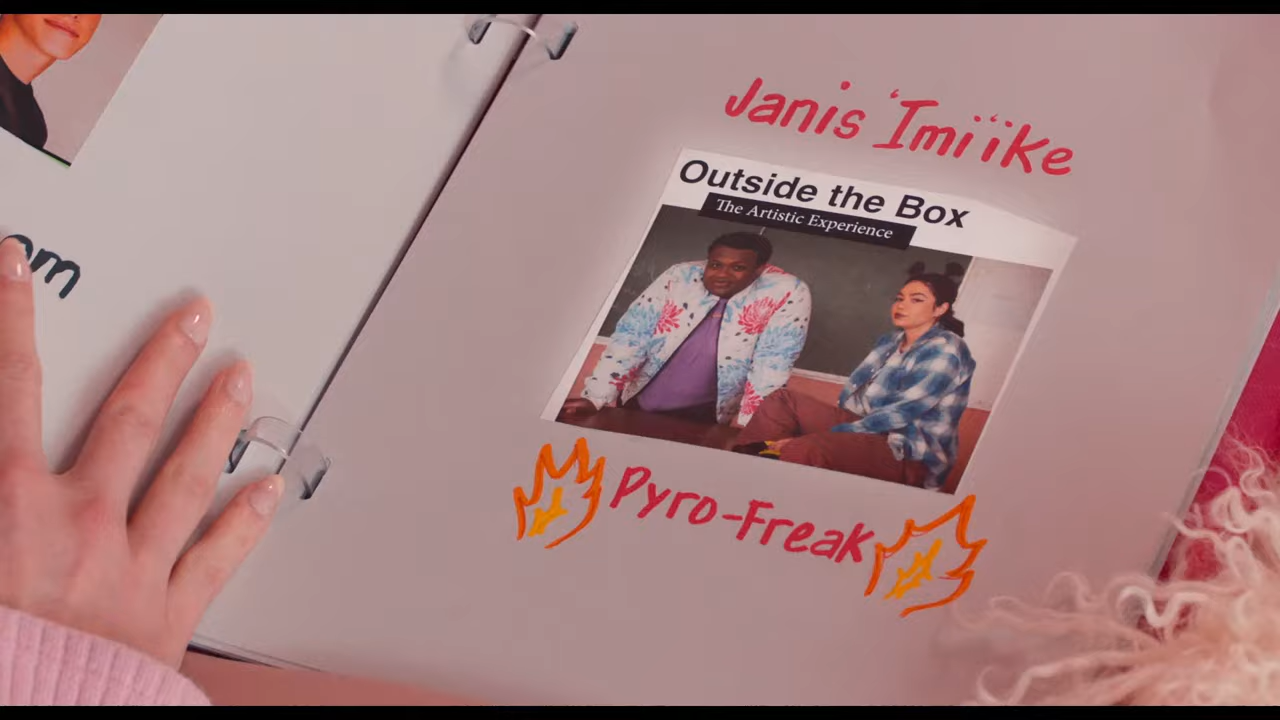 Janis 'Imi'ike
Outside the Box
The Artistic Experience
Pyro-Freak